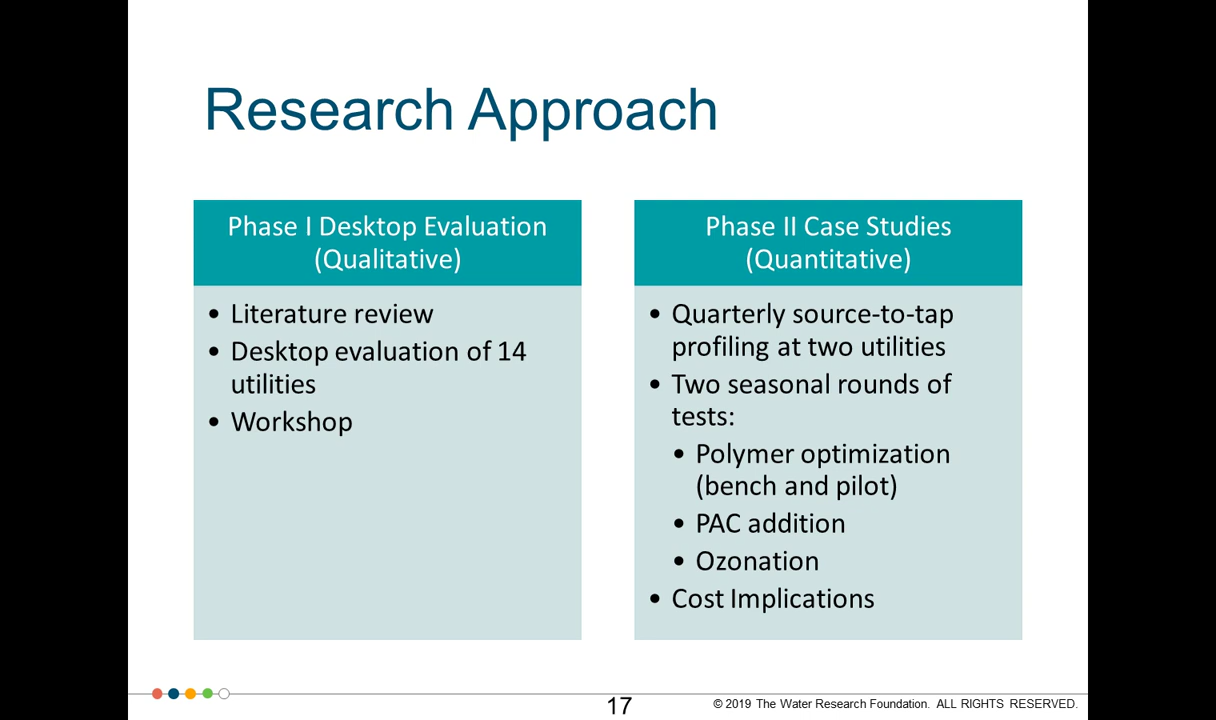 Research Approach
Phase I Desktop Evaluation
(Qualitative)
• Literature review
• Desktop evaluation of 14
utilities
• Workshop
Phase II Case Studies
(Quantitative)
• Quarterly source-to-tap
profiling at two utilities
• Two seasonal rounds of
tests:
• Polymer optimization
(bench and pilot)
• PAC addition
• Ozonation
• Cost Implications
17
© 2019 The Water Research Foundation. ALL RIGHTS RESERVED.